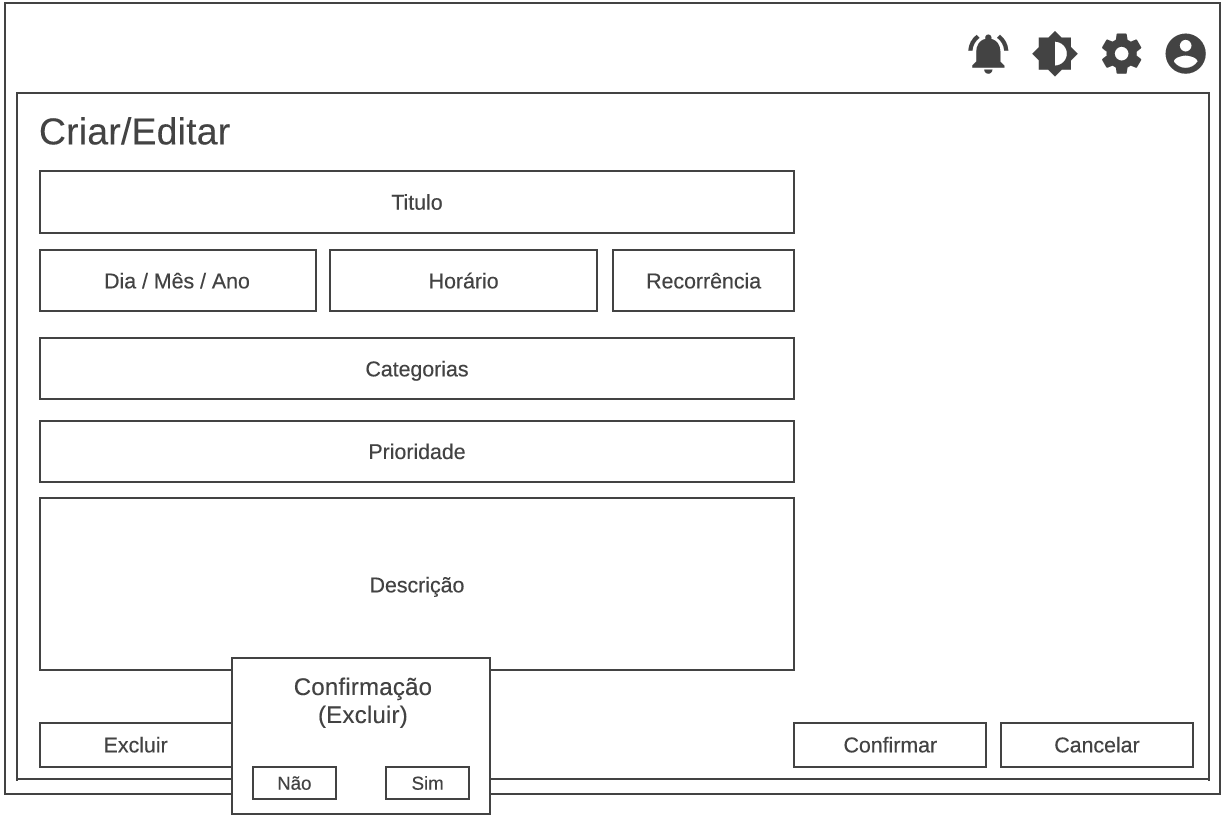 Criar/Editar
Titulo
Dia / Mês / Ano
Horário
Recorrência
Categorias
Prioridade
Descrição
Confirmação
(Excluir)
Não
Sim
Excluir
Confirmar
Cancelar